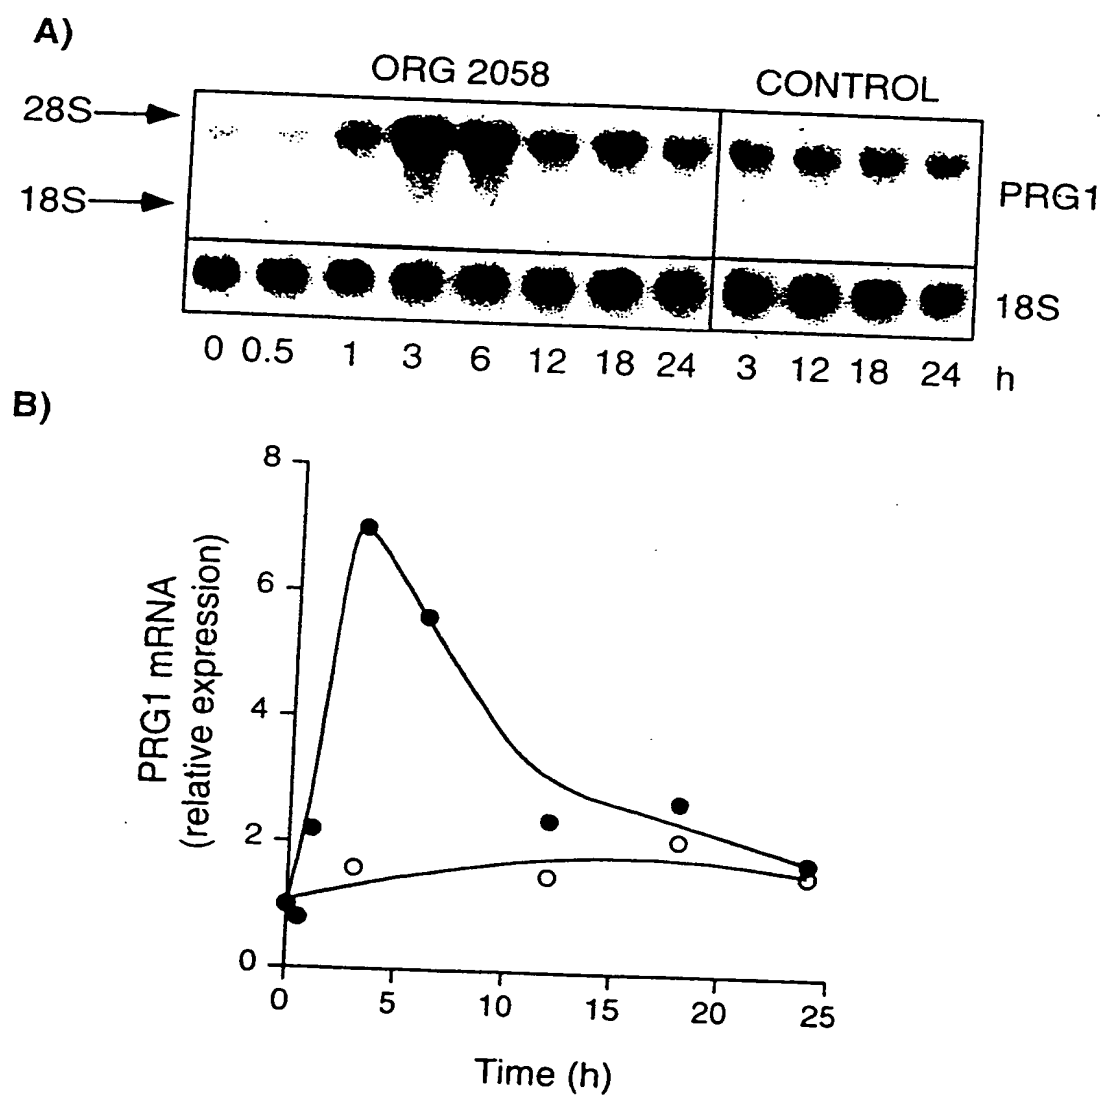 A)
ORG 2058 CONTROL
28S
18S PRG1
18S
0 0.5 1 3 6 12 18 24 3 12 18 24 h
B)
8
6
4
2
0
PRG1 mRNA
(relative expression)
0 5 10 15 20 25
Time (h)